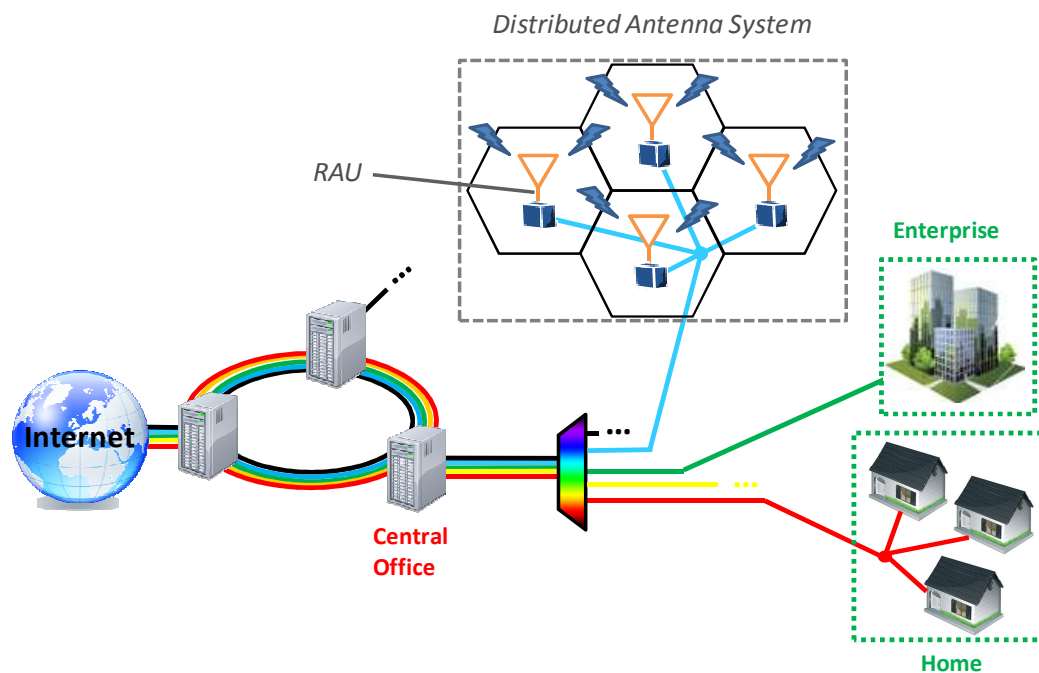 Distributed Antenna System
RAU
Enterprise
Internet
Central
Office
Home